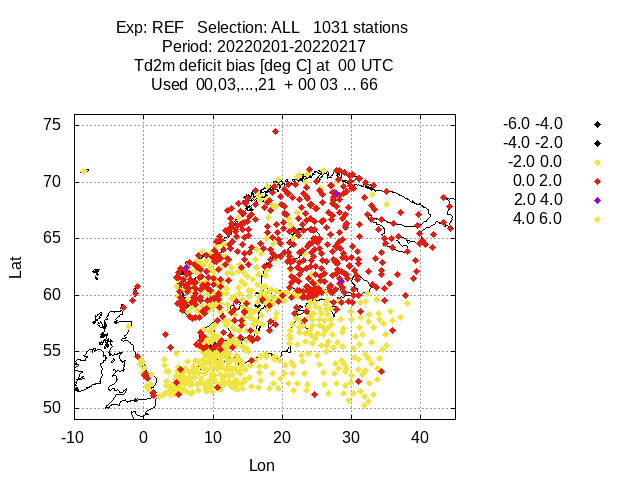 Exp: REF   Selection: ALL   1031 stations
Period: 20220201-20220217
Td2m deficit bias [deg C] at  00 UTC
Used  00,03,...,21  + 00 03 ... 66
-6.0 -4.0
-4.0 -2.0
-2.0 0.0
0.0 2.0
2.0 4.0
4.0 6.0
75
70
65
60
55
50
Lat
-10 0 10 20 30 40
Lon